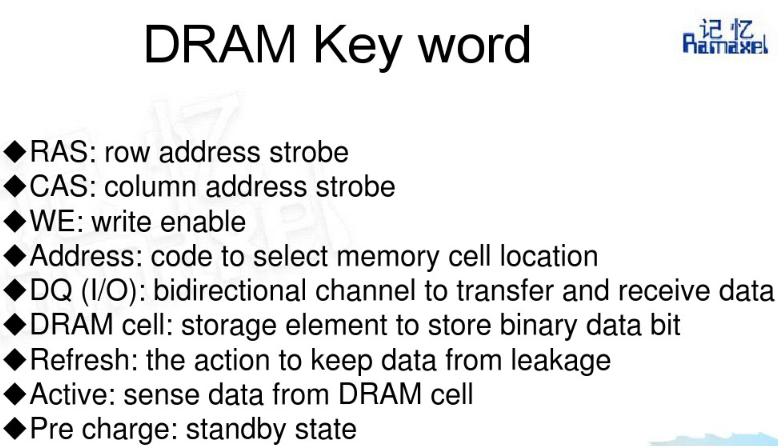 DRAM Key word
记忆
Ramaxel
◆RAS: row address strobe
◆CAS: column address strobe
◆WE: write enable
◆Address: code to select memory cell location
◆DQ (I/O): bidirectional channel to transfer and receive data
◆DRAM cell: storage element to store binary data bit
◆Refresh: the action to keep data from leakage
◆Active: sense data from DRAM cell
◆Pre charge: standby state